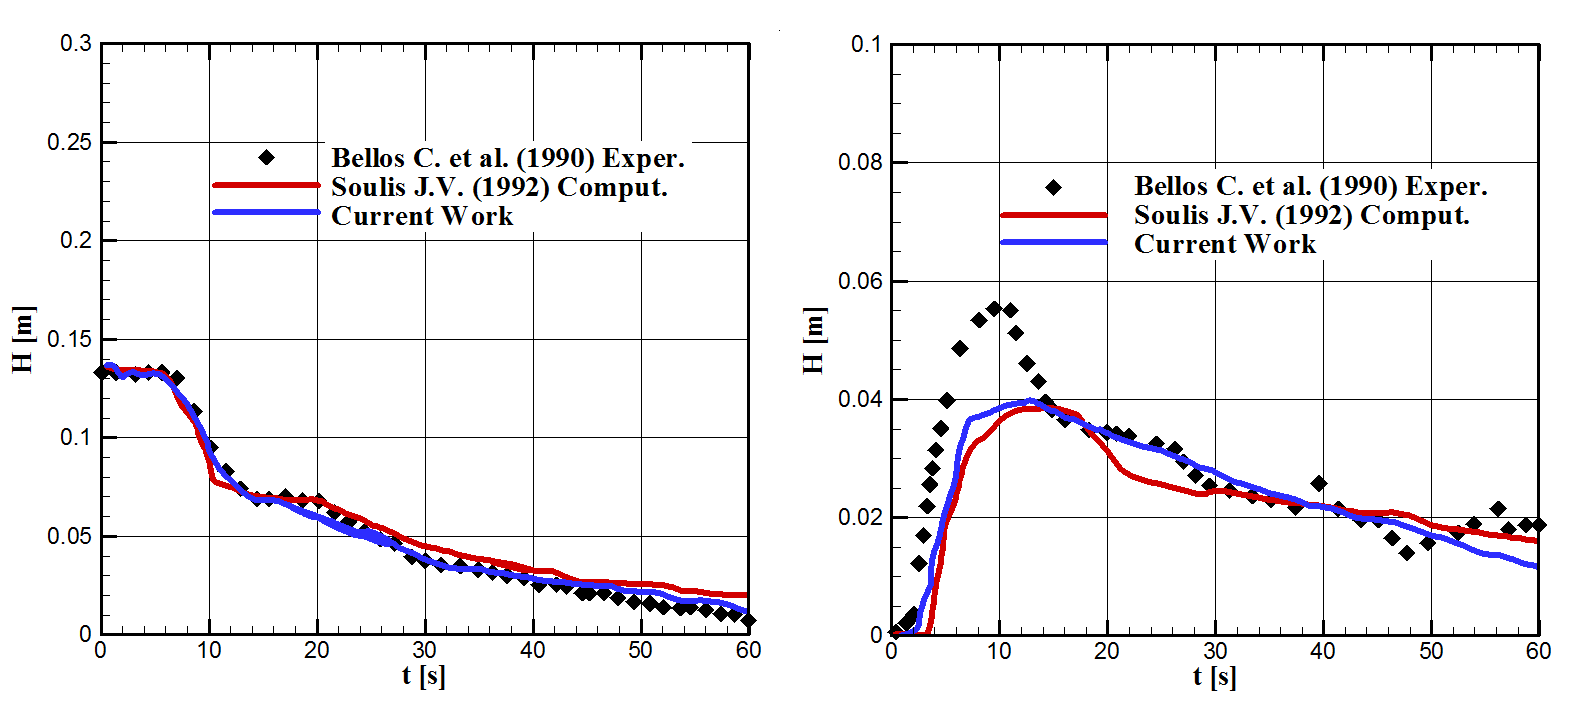 0.3
0.25
0.2
0.15
0.1
0.05
0
H [m]
Bellos C. et al. (1990) Exper.
Soulis J.V. (1992) Comput.
Current Work
0 10 20 30 40 50 60
t [s]
0.1
0.08
0.06
0.04
0.02
0
H [m]
Bellos C. et al. (1990) Exper.
Soulis J.V. (1992) Comput.
Current Work
0 10 20 30 40 50 60
t [s]